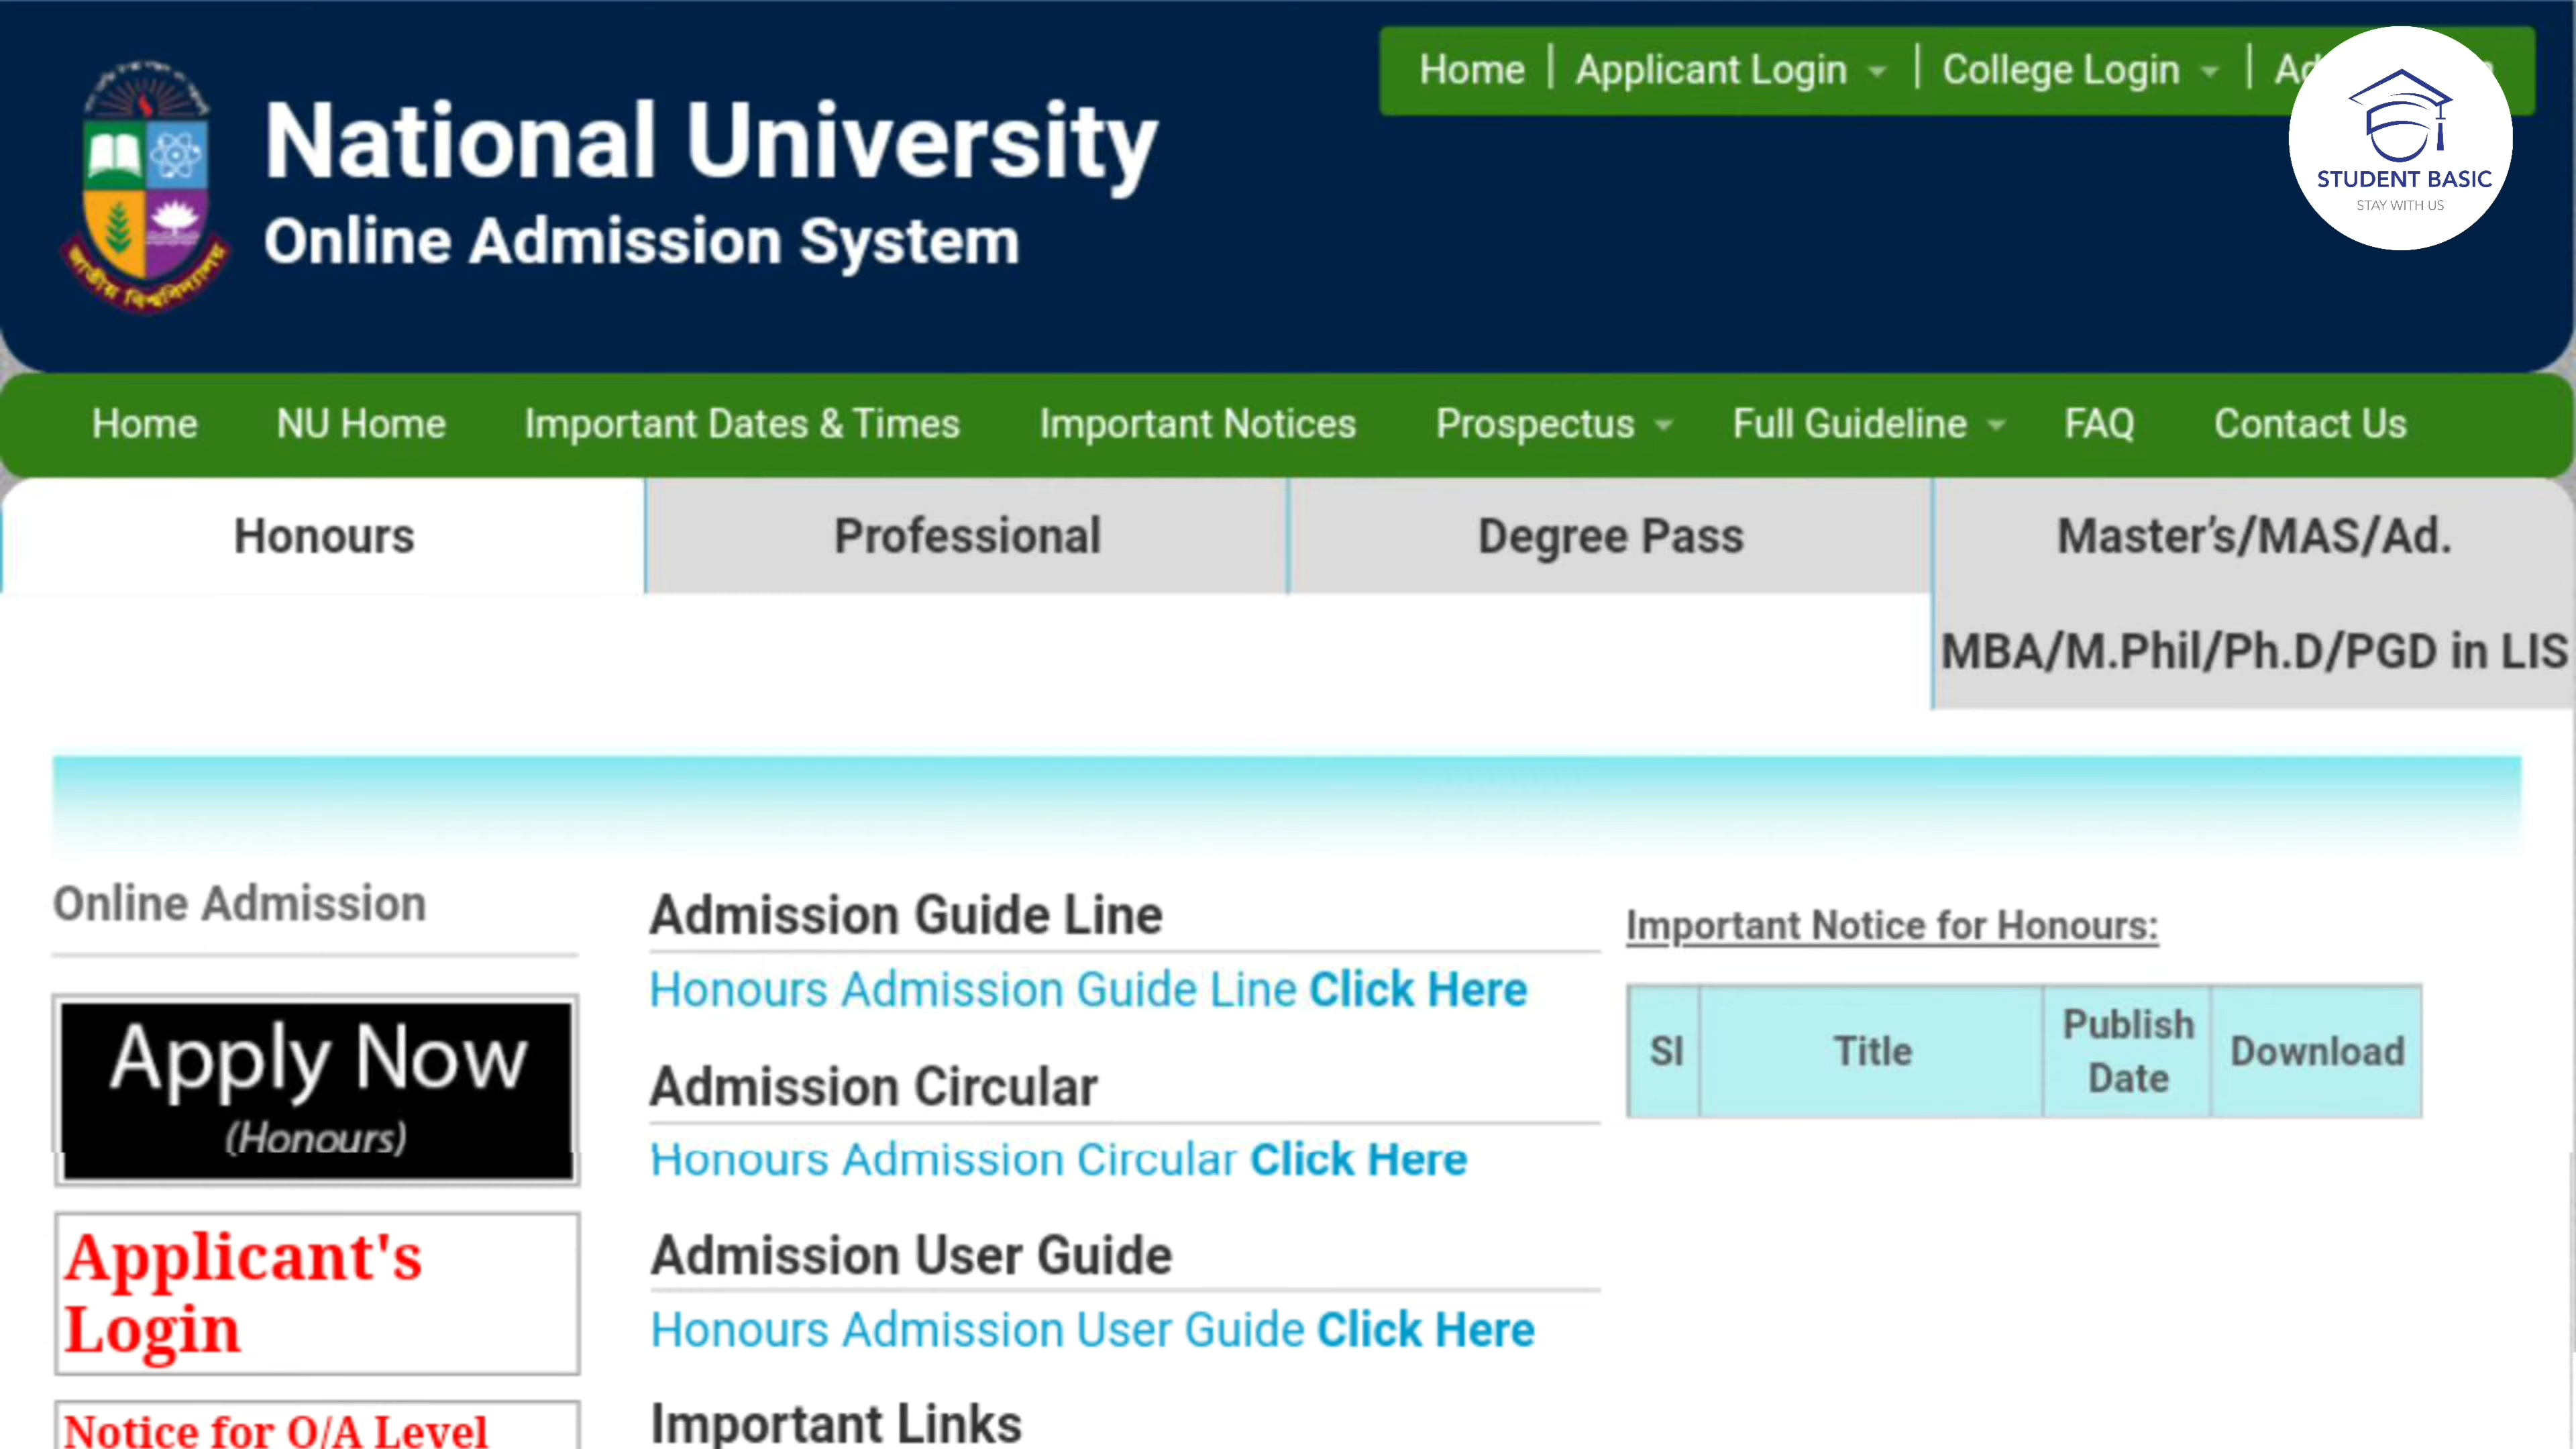 Home | Applicant Login | College Login |
STUDENT BASIC
STAY WITH US
National University
Online Admission System
জাতীয় বিশ্ববিদ্যালয়
Home NU Home Important Dates & Times Important Notices Prospectus Full Guideline FAQ Contact Us
Honours Professional Degree Pass Master's/MAS/Ad.
MBA/M.Phil/Ph.D/PGD in LIS
Online Admission
Apply Now
(Honours)
Applicant's
Login
Notice for O/A Level
Admission Guide Line
Honours Admission Guide Line Click Here
Admission Circular
Honours Admission Circular Click Here
Admission User Guide
Honours Admission User Guide Click Here
Important Links
Important Notice for Honours:
Sl Title Publish Date Download